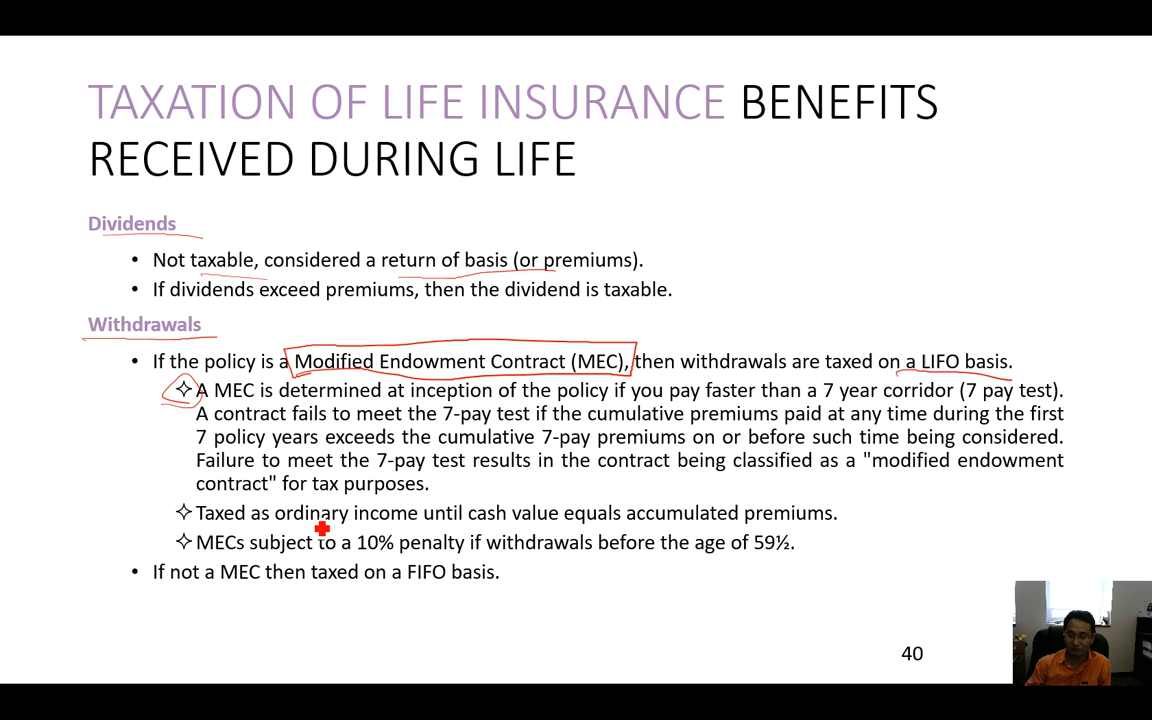 TAXATION OF LIFE INSURANCE BENEFITS
RECEIVED DURING LIFE
Dividends
• Not taxable, considered a return of basis (or premiums).
• If dividends exceed premiums, then the dividend is taxable.
Withdrawals
• If the policy is a Modified Endowment Contract (MEC), then withdrawals are taxed on a LIFO basis.
✧ A MEC is determined at inception of the policy if you pay faster than a 7 year corridor (7 pay test).
A contract fails to meet the 7-pay test if the cumulative premiums paid at any time during the first
7 policy years exceeds the cumulative 7-pay premiums on or before such time being considered.
Failure to meet the 7-pay test results in the contract being classified as a "modified endowment
contract" for tax purposes.
✧ Taxed as ordinary income until cash value equals accumulated premiums.
✧ MECs subject to a 10% penalty if withdrawals before the age of 59½.
• If not a MEC then taxed on a FIFO basis.
40